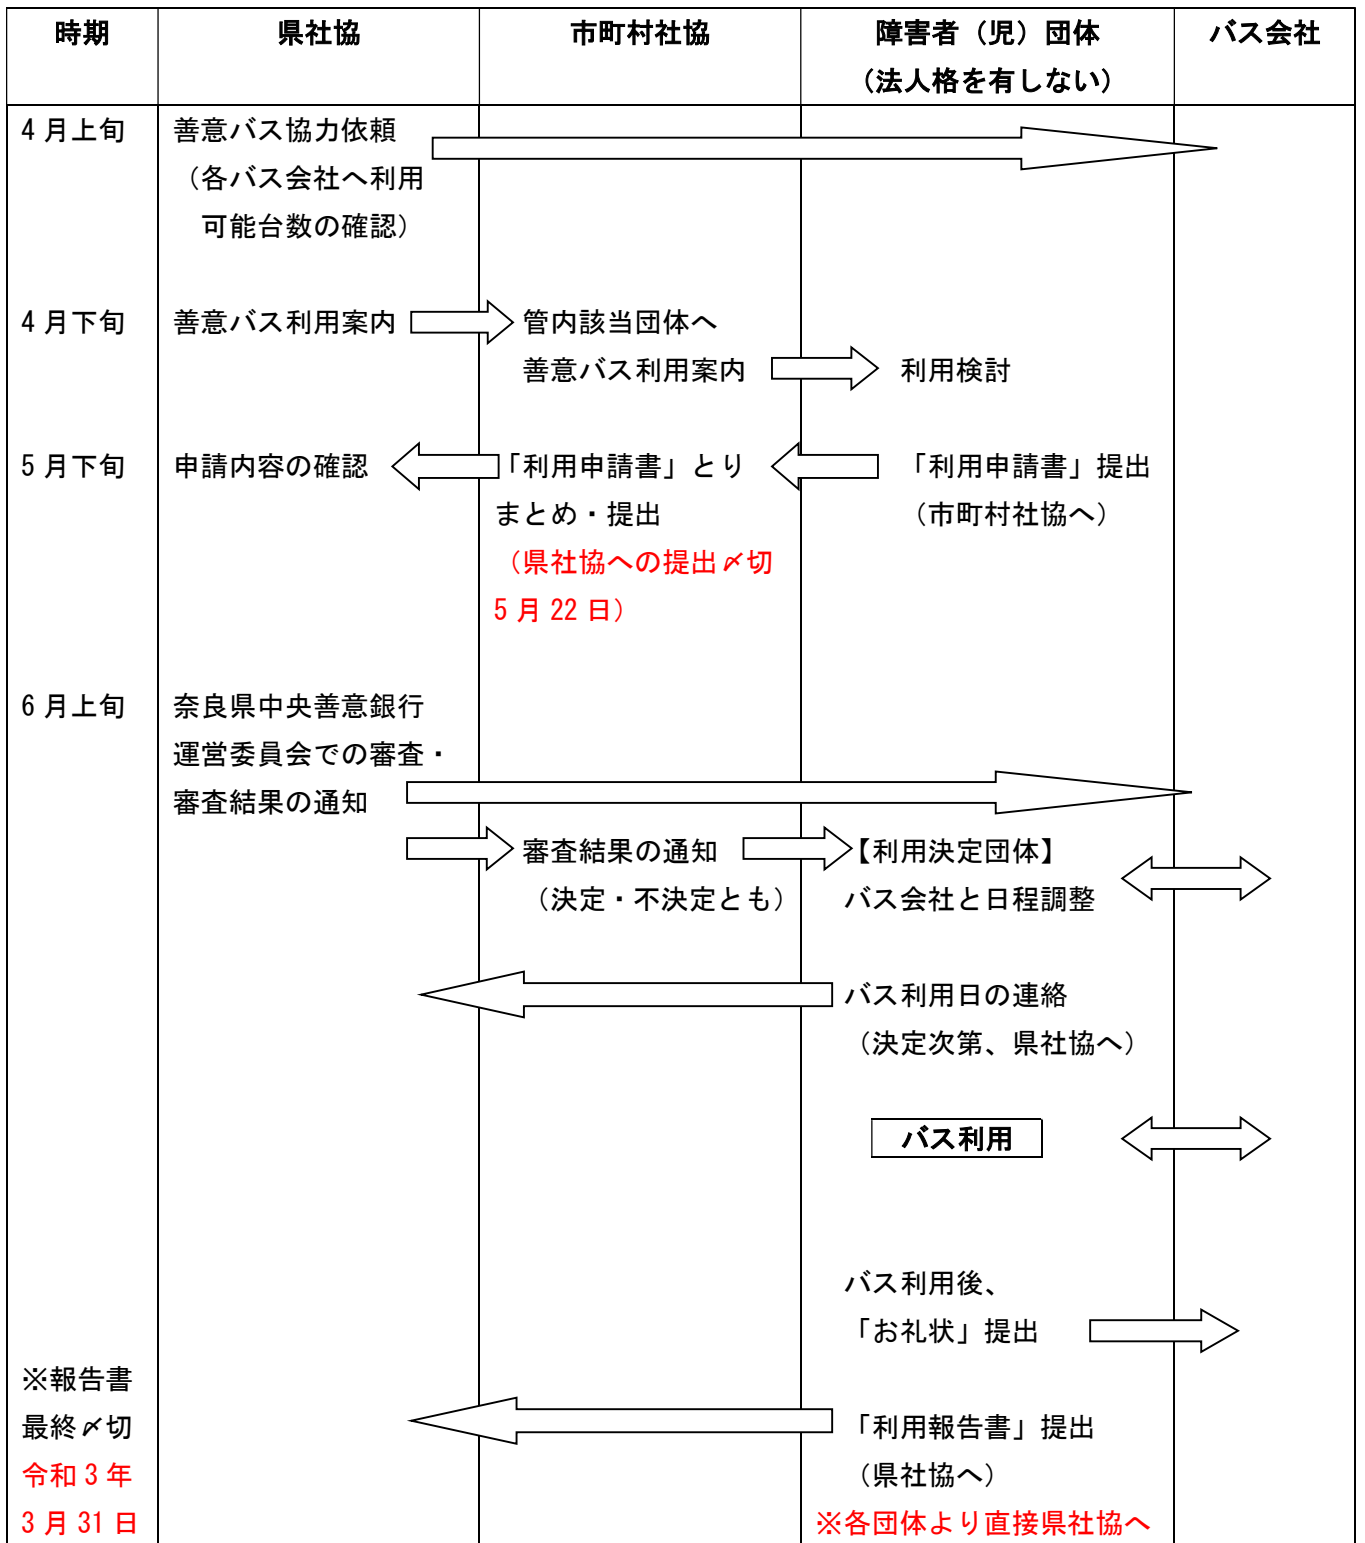 時期 県社協 市町村社協 障害者（児）団体 バス会社
（法人格を有しない）
4月上旬 善意バス協力依頼
（各バス会社へ利用
可能台数の確認）
4月下旬 善意バス利用案内 管内該当団体へ
善意バス利用案内 利用検討
5月下旬 申請内容の確認 「利用申請書」とり 「利用申請書」提出
まとめ・提出 （市町村社協へ）
（県社協への提出〆切
5月22日）
6月上旬 奈良県中央善意銀行
運営委員会での審査・
審査結果の通知
審査結果の通知 【利用決定団体】
（決定・不決定とも） バス会社と日程調整
バス利用日の連絡
（決定次第、県社協へ）
バス利用
バス利用後、
「お礼状」提出
※報告書
最終〆切 「利用報告書」提出
令和3年 （県社協へ）
3月31日 ※各団体より直接県社協へ